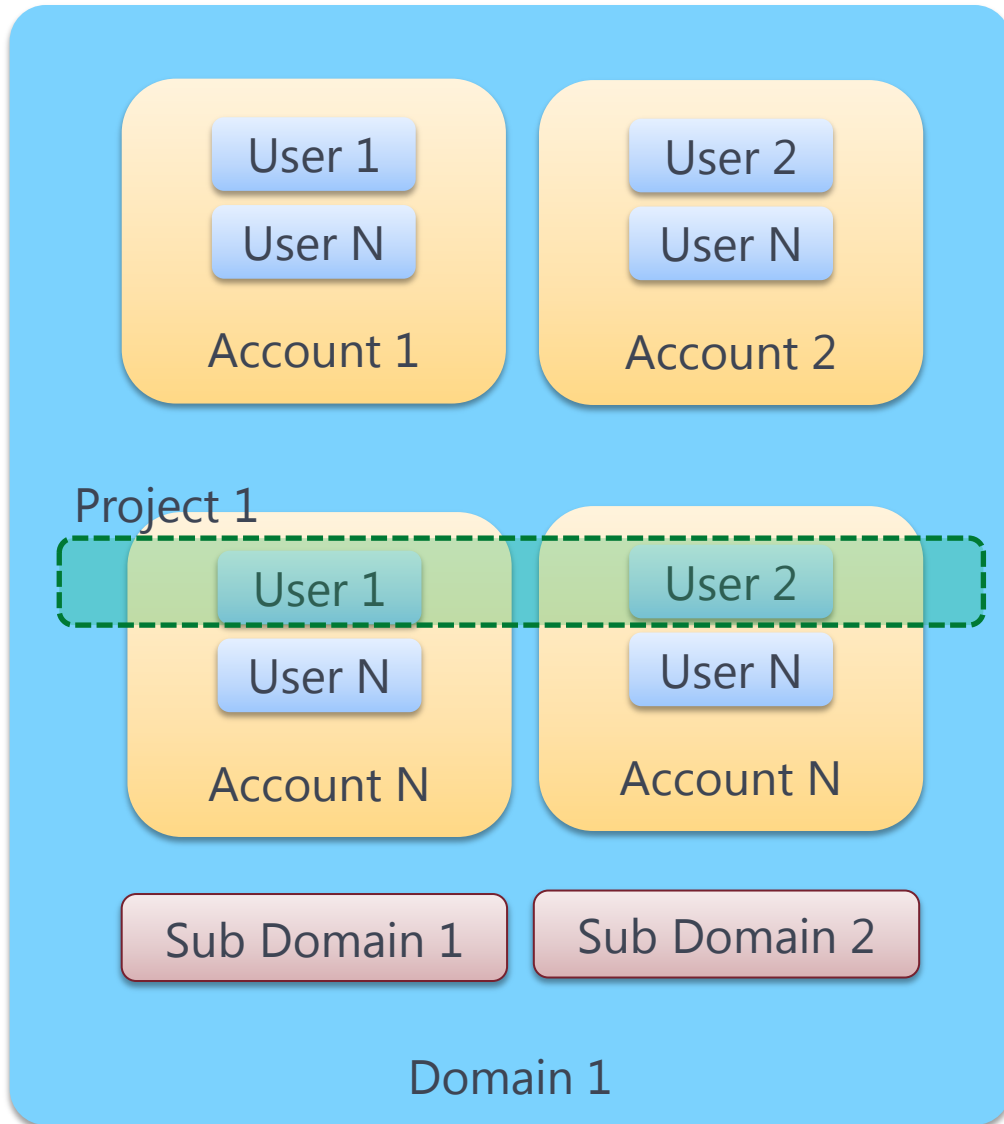 User 1
User N
Account 1
User 2
User N
Account 2
Project 1
User 1
User N
Account N
User 2
User N
Account N
Sub Domain 1
Sub Domain 2
Domain 1